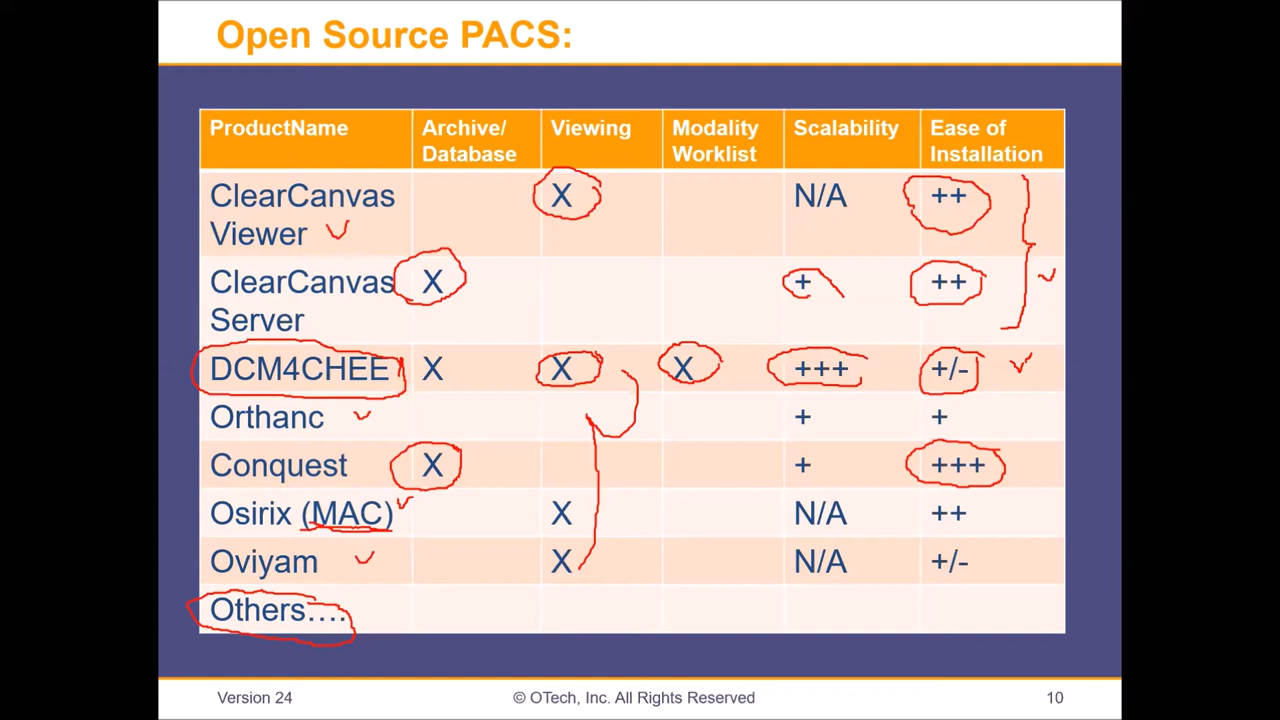 Open Source PACS:
ProductName Archive/ Database Viewing Modality Worklist Scalability Ease of Installation
ClearCanvas Viewer X N/A ++
ClearCanvas Server X + ++
DCM4CHEE X X X +++ +/-
Orthanc + +
Conquest X + +++
Osirix (MAC) X N/A ++
Oviyam X N/A +/-
Others....
Version 24 © OTech, Inc. All Rights Reserved 10